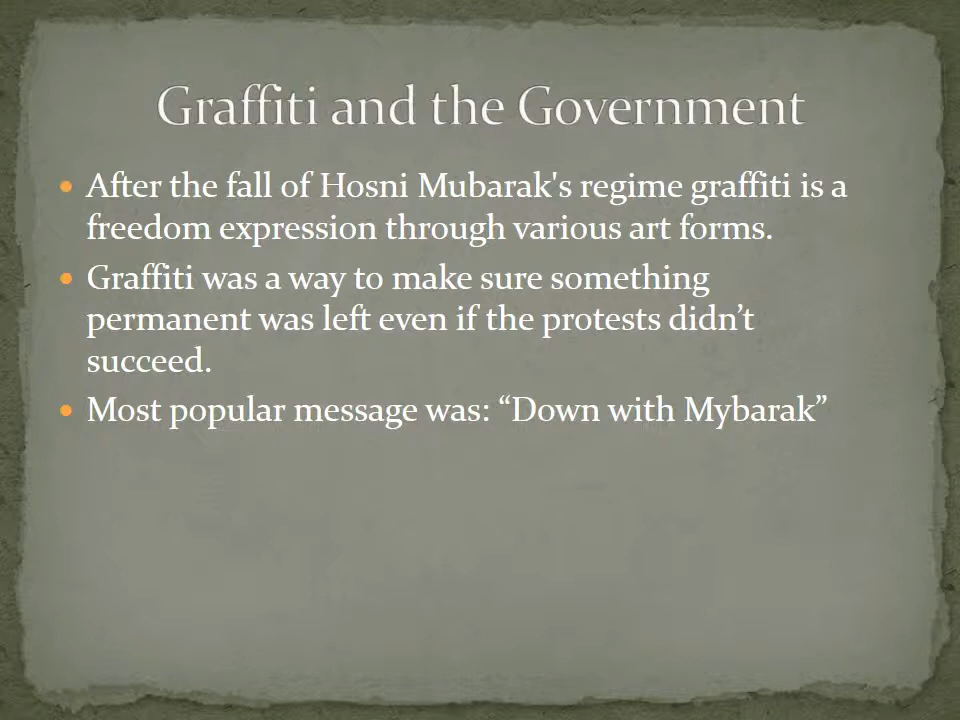 Graffiti and the Government
After the fall of Hosni Mubarak's regime graffiti is a
freedom expression through various art forms.
Graffiti was a way to make sure something
permanent was left even if the protests didn’t
succeed.
Most popular message was: “Down with Mybarak”